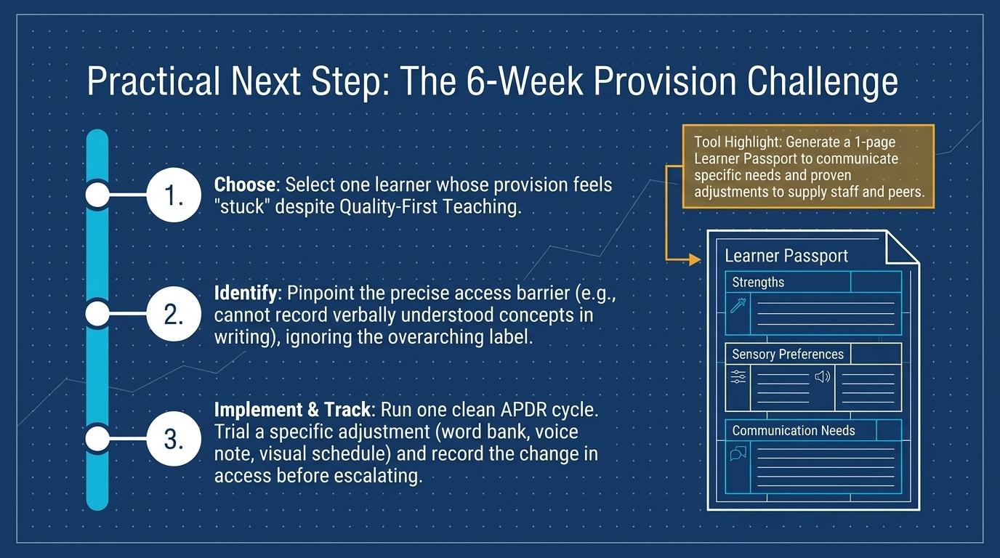 Practical Next Step: The 6-Week Provision Challenge
1.
Choose: Select one learner whose provision feels
"stuck" despite Quality-First Teaching.
2.
Identify: Pinpoint the precise access barrier (e.g.,
cannot record verbally understood concepts in
writing), ignoring the overarching label.
3.
Implement & Track: Run one clean APDR cycle.
Trial a specific adjustment (word bank, voice
note, visual schedule) and record the change in
access before escalating.
Tool Highlight: Generate a 1-page
Learner Passport to communicate
specific needs and proven
adjustments to supply staff and peers.
Learner Passport
Strengths
Sensory Preferences
Communication Needs